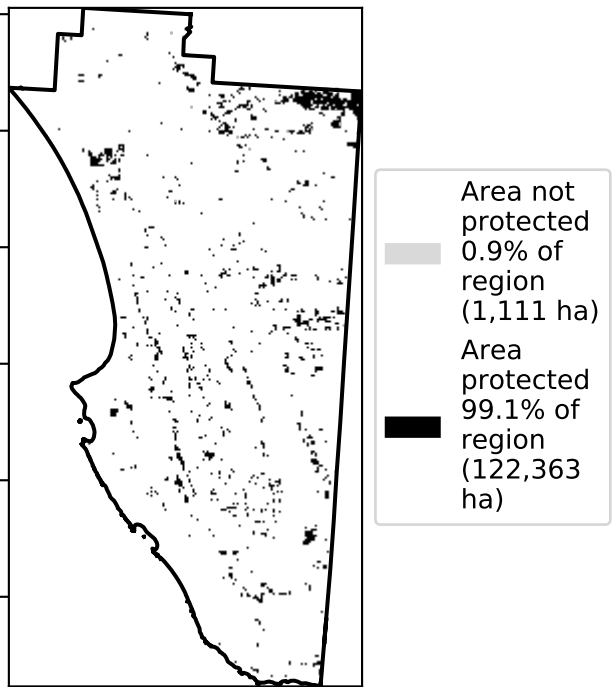 Area not
protected
0.9% of
region
(1,111 ha)
Area
protected
99.1% of
region
(122,363
ha)